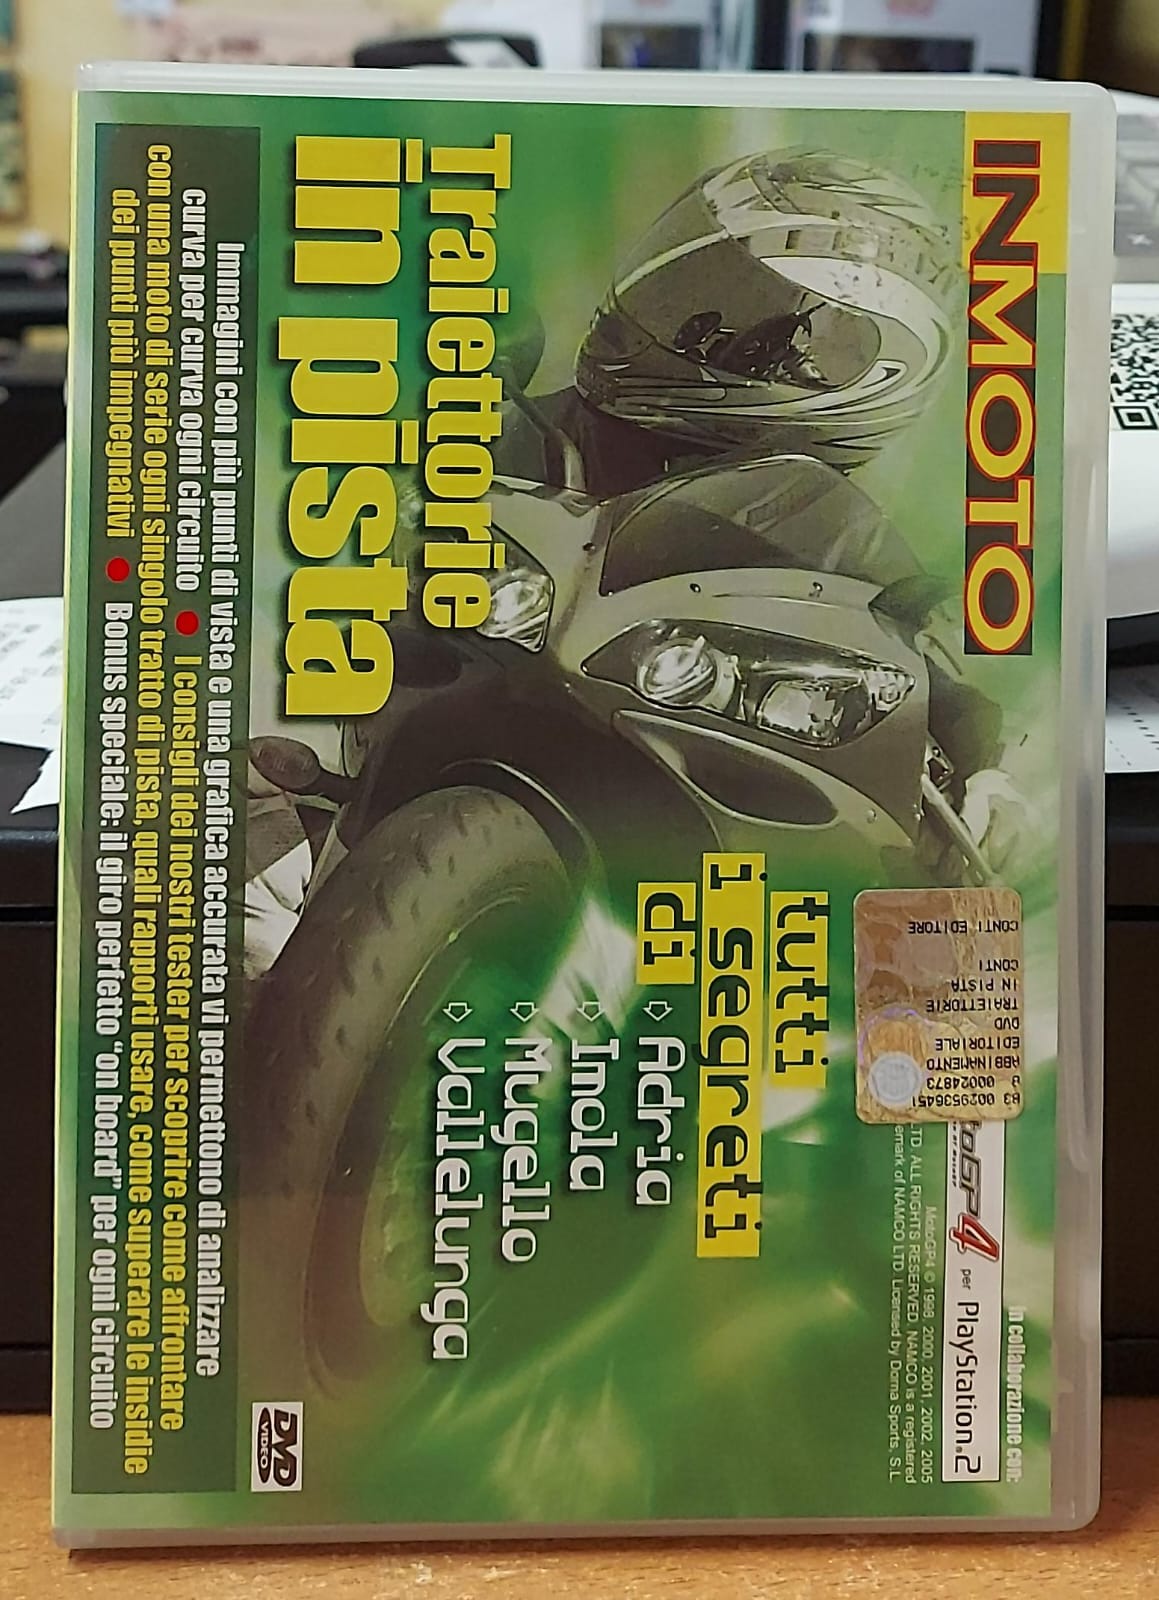 INMOTO
in collaborazione con:
MotoGP4 per PlayStation.2
MotoGP4 © 1998, 2000, 2001, 2002, 2005
LTD. ALL RIGHTS RESERVED. NAMCO is a registered
of NAMCO LTD. Licensed by Dorna Sports, S.L.
CONTI EDITORE
CONTI
IN PISTA
TRAIETTORIE
DVD
EDITORIALE
ABBINAMENTO
8 00024873
83 0029536451
tutti
i segreti
di
Adria
Imola
Mugello
Vallelunga
Traiettorie
in pista
Immagini con più punti di vista e una grafica accurata vi permettono di analizzare
curva per curva ogni circuito ● I consigli dei nostri tester per scoprire come affrontare
con una moto di serie ogni singolo tratto di pista, quali rapporti usare, come superare le insidie
dei punti più impegnativi ● Bonus speciale: il giro perfetto "on board" per ogni circuito
DVD
VIDEO